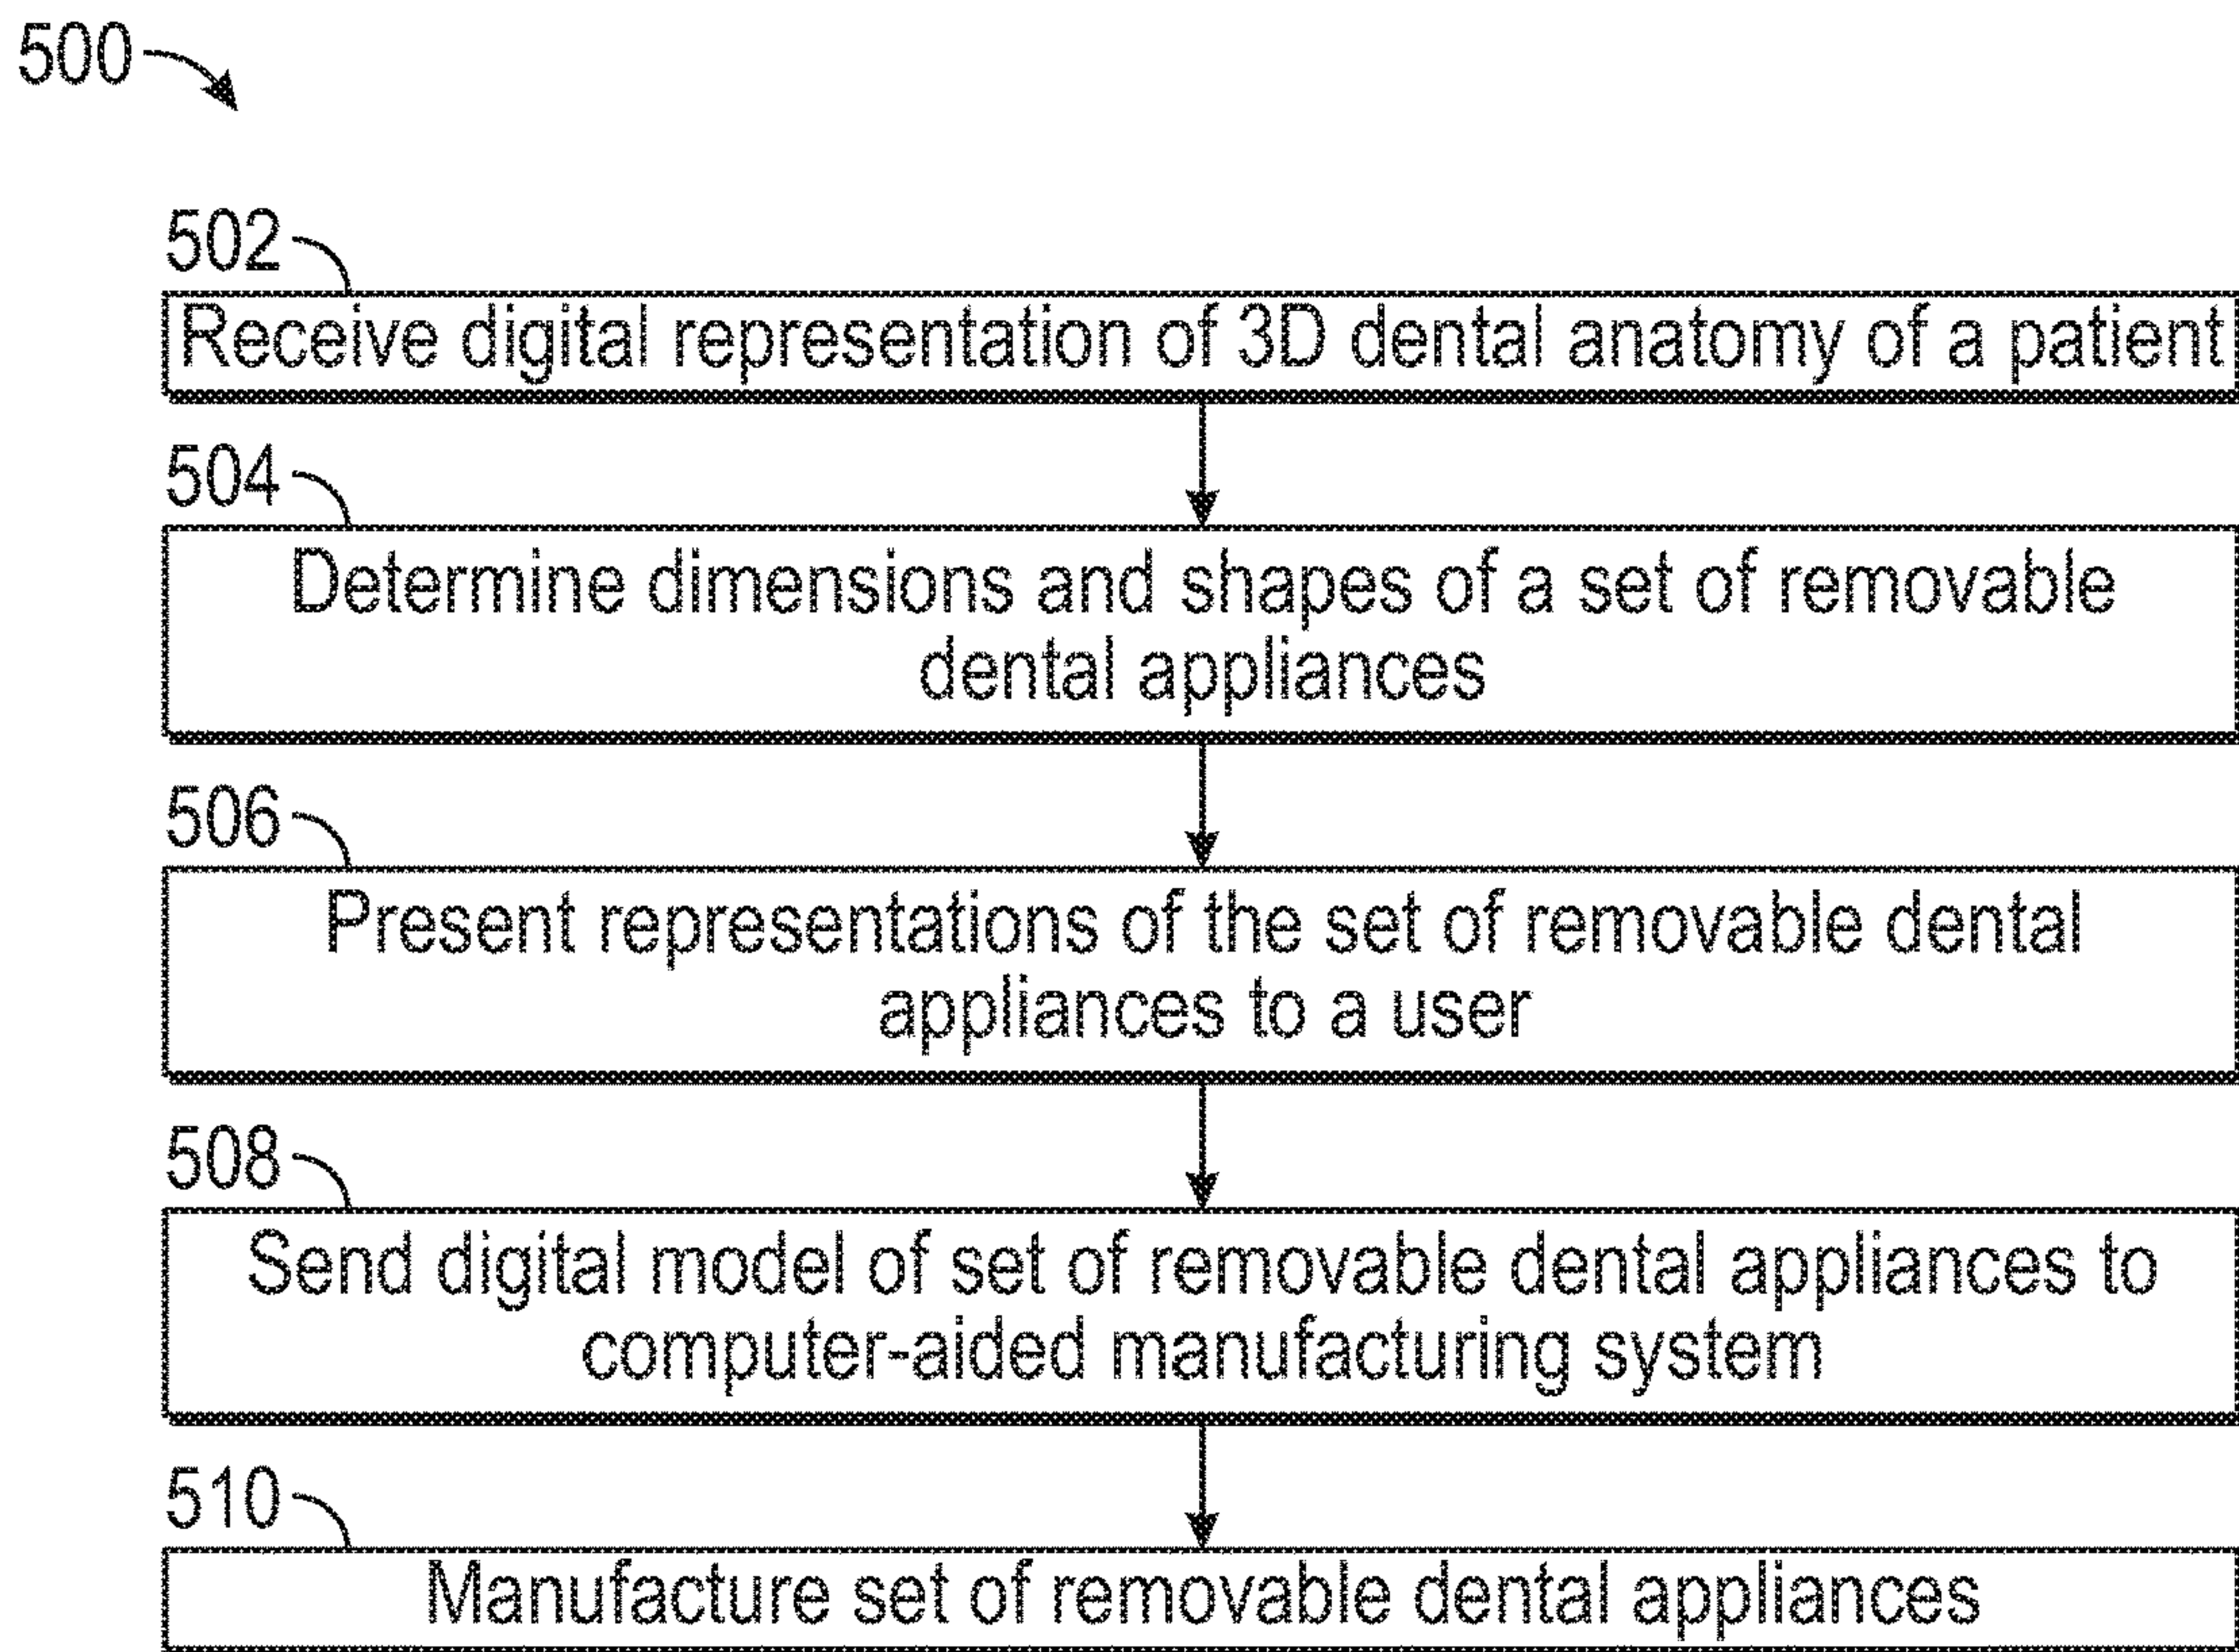 500
502
Receive digital representation of 3D dental anatomy of a patient
504
Determine dimensions and shapes of a set of removable
dental appliances
506
Present representations of the set of removable dental
appliances to a user
508
Send digital model of set of removable dental appliances to
computer-aided manufacturing system
510
Manufacture set of removable dental appliances